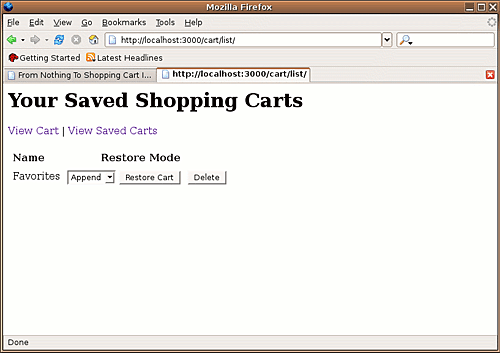 Mozilla Firefox
File Edit View Go Bookmarks Tools Help
http://localhost:3000/cart/list/
Getting Started Latest Headlines
From Nothing To Shopping Cart I... http://localhost:3000/cart/list/
Your Saved Shopping Carts
View Cart | View Saved Carts
Name Restore Mode
Favorites Append Restore Cart Delete
Done